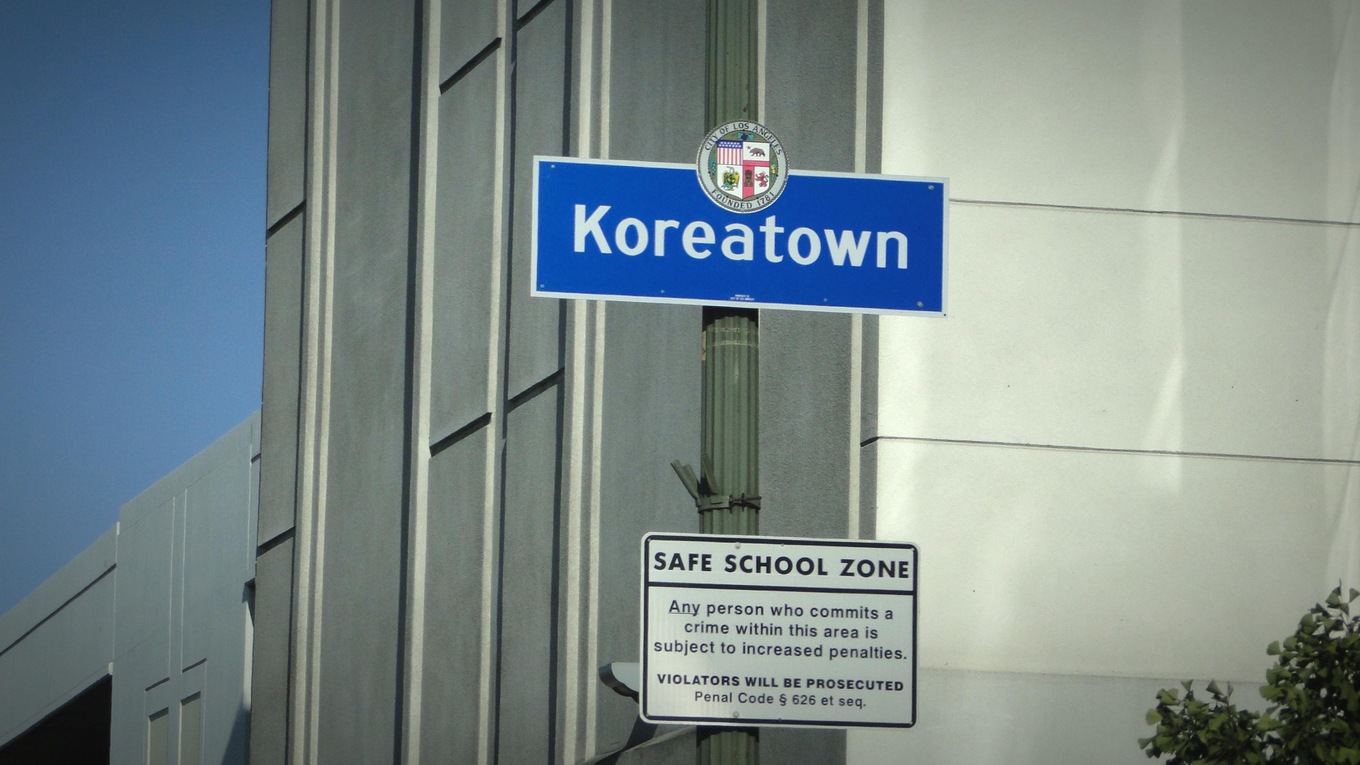 CITY OF LOS ANGELES
FOUNDED 1781
Koreatown
SAFE SCHOOL ZONE
Any person who commits a
crime within this area is
subject to increased penalties.
VIOLATORS WILL BE PROSECUTED
Penal Code § 626 et seq.